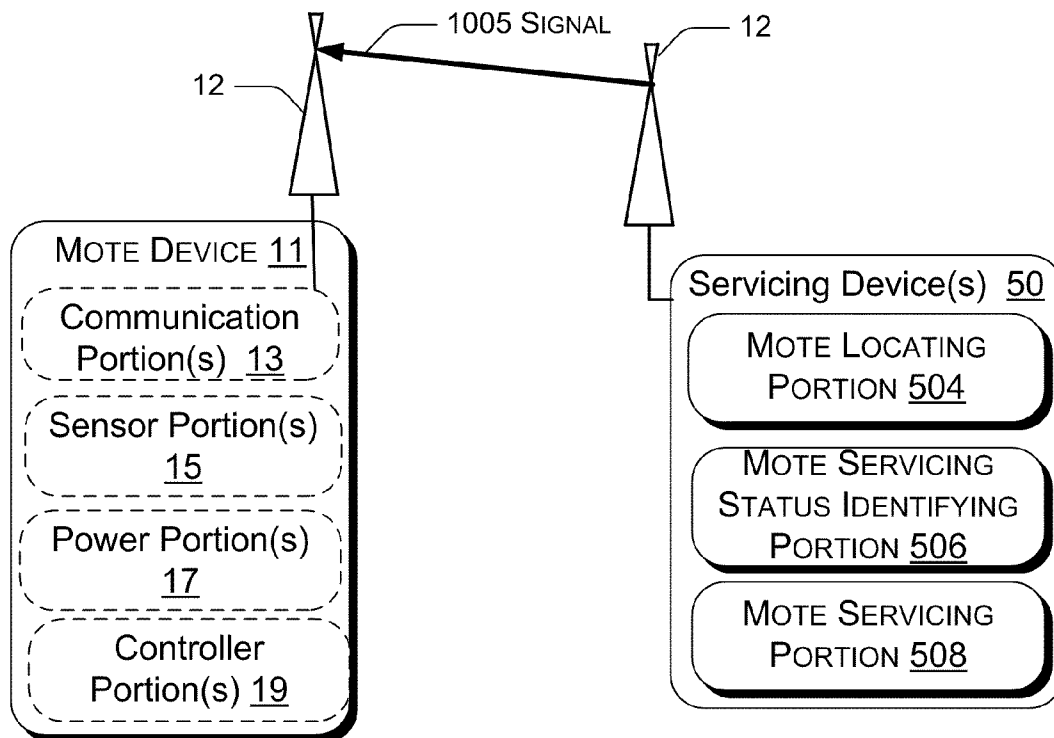 1005 SIGNAL
12
12
MOTE DEVICE 11
Communication
Portion(s) 13
Sensor Portion(s)
15
Power Portion(s)
17
Controller
Portion(s) 19
Servicing Device(s) 50
MOTE LOCATING
PORTION 504
MOTE SERVICING
STATUS IDENTIFYING
PORTION 506
MOTE SERVICING
PORTION 508